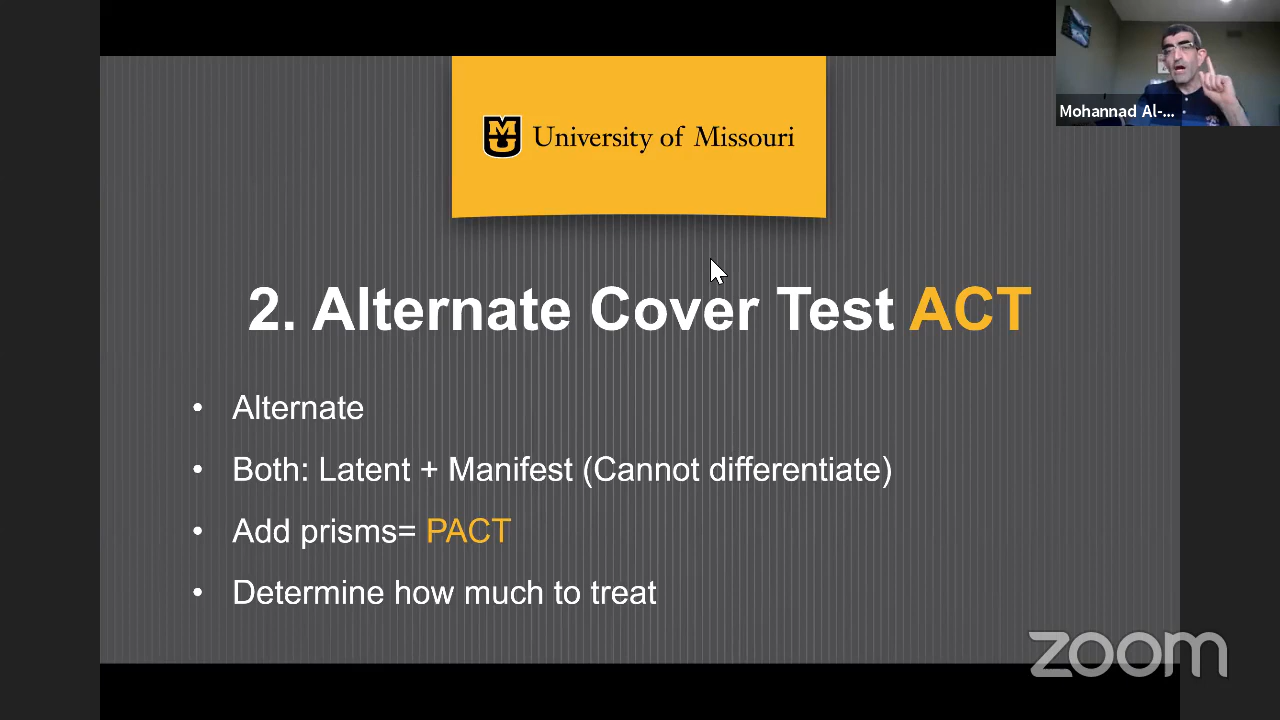 Mohannad Al-...
MU
University of Missouri
2. Alternate Cover Test ACT
• Alternate
• Both: Latent + Manifest (Cannot differentiate)
• Add prisms= PACT
• Determine how much to treat
zoom